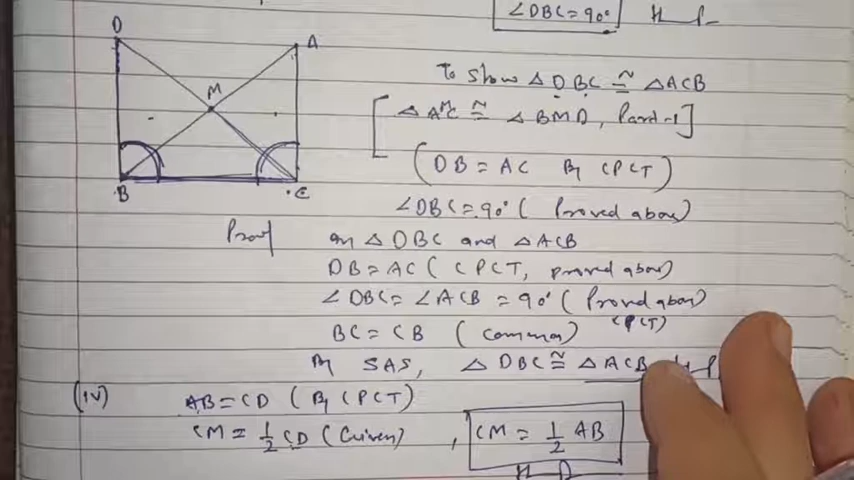 ∠DBC = 90° H P
D
A
M
B
C
To show △DBC ≅ △ACB
[△AMC ≅ △BMD, Part-1]
(DB = AC By CPCT)
∠DBC = 90° (Proved above)
Proof
In △DBC and △ACB
DB = AC (CPCT, proved above)
∠DBC = ∠ACB = 90° (Proved above)
BC = CB (common) (CPCT)
By SAS, △DBC ≅ △ACB
(iv) AB = CD (By CPCT)
CM = 1/2 CD (Given), CM = 1/2 AB